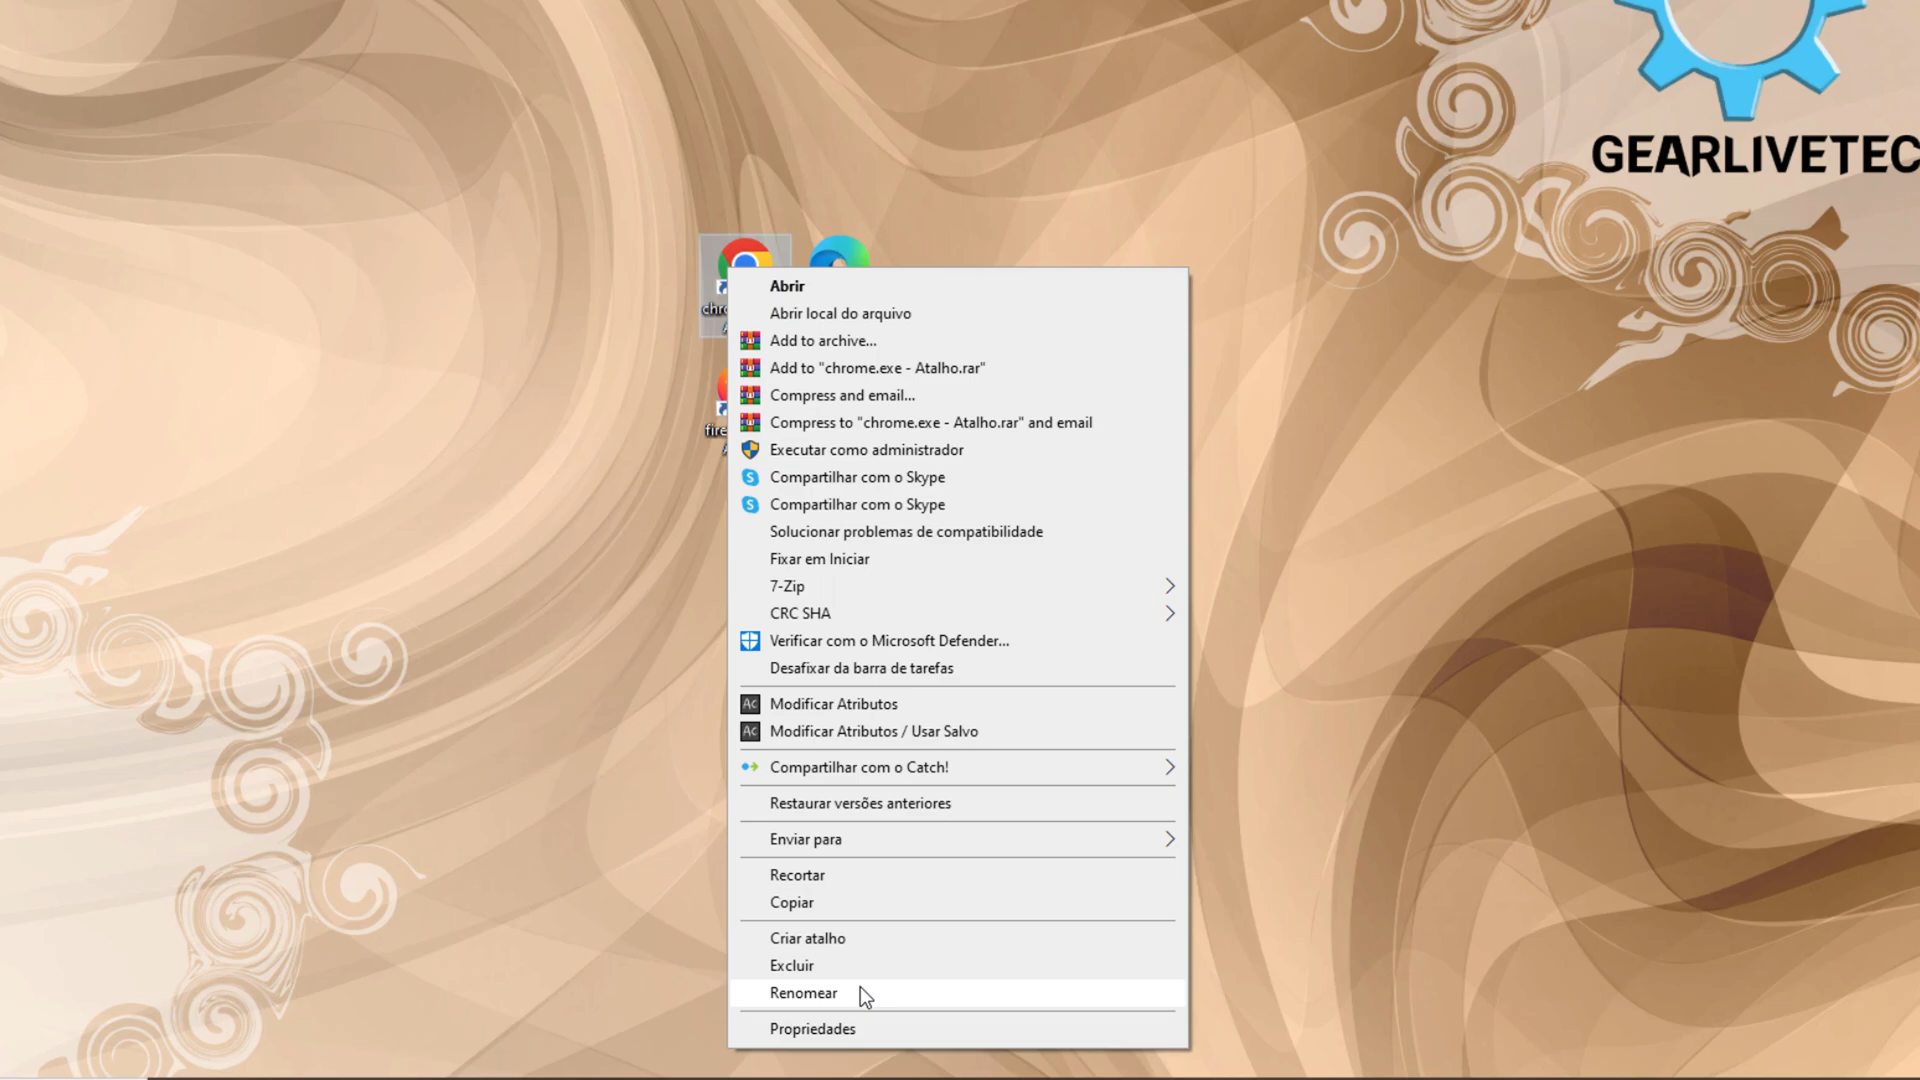 GEARLIVETEC
Abrir
Abrir local do arquivo
Add to archive...
Add to "chrome.exe - Atalho.rar"
Compress and email...
Compress to "chrome.exe - Atalho.rar" and email
Executar como administrador
Compartilhar com o Skype
Compartilhar com o Skype
Solucionar problemas de compatibilidade
Fixar em Iniciar
7-Zip
CRC SHA
Verificar com o Microsoft Defender...
Desafixar da barra de tarefas
Modificar Atributos
Modificar Atributos / Usar Salvo
Compartilhar com o Catch!
Restaurar versões anteriores
Enviar para
Recortar
Copiar
Criar atalho
Excluir
Renomear
Propriedades